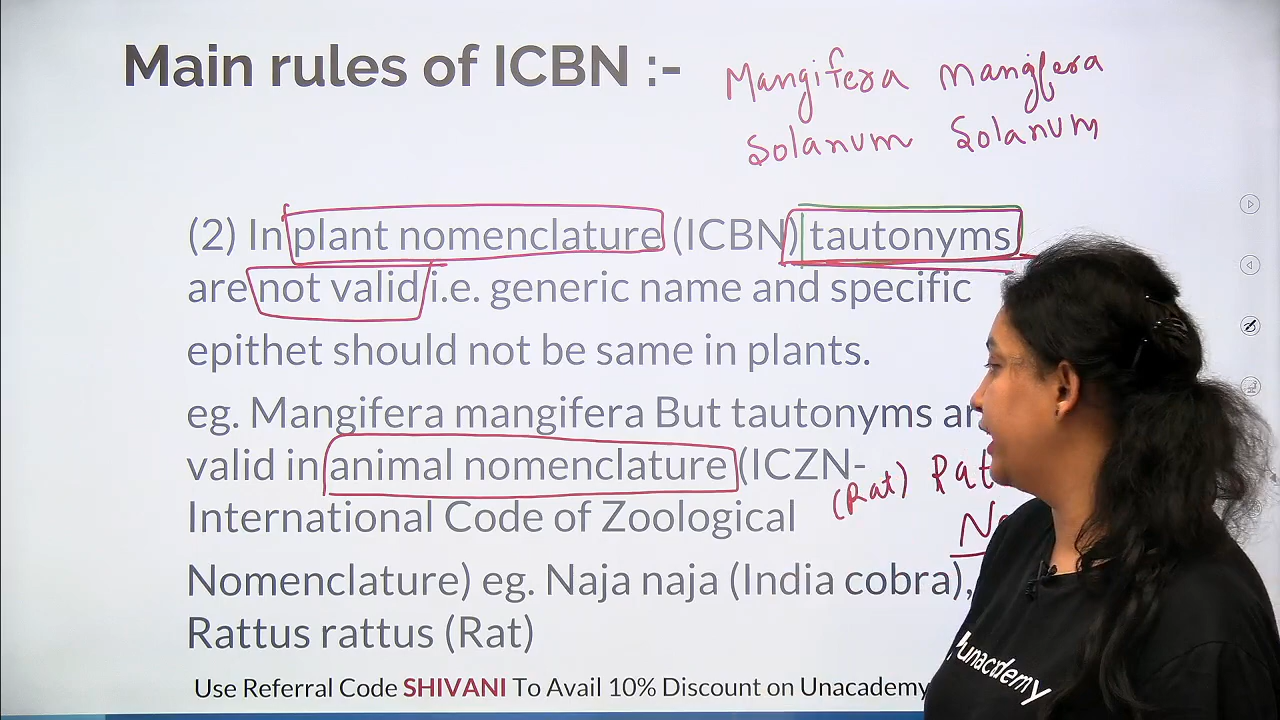 Main rules of ICBN :-
Mangifera mangifera
Solanum Solanum
(2) In plant nomenclature (ICBN) tautonyms
are not valid i.e. generic name and specific
epithet should not be same in plants.
eg. Mangifera mangifera But tautonyms
valid in animal nomenclature (ICZN-
(Rat)
International Code of Zoological
Nomenclature) eg. Naja naja (India cobra),
Rattus rattus (Rat)
Use Referral Code SHIVANI To Avail 10% Discount on Unacademy
unacademy